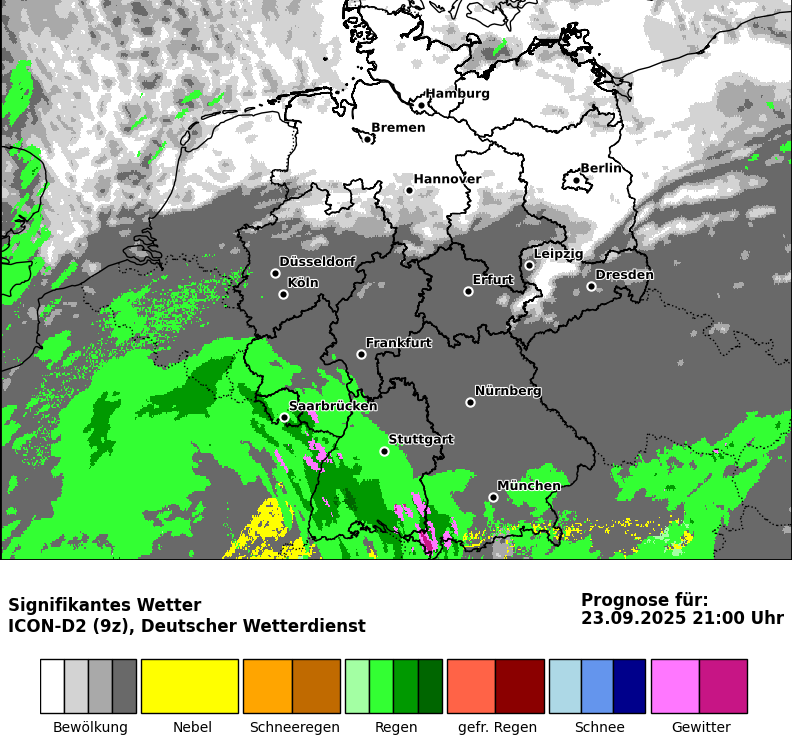 Hamburg
Bremen
Berlin
Hannover
Leipzig
Düsseldorf
Dresden
Köln
Erfurt
Frankfurt
Nürnberg
Saarbrücken
Stuttgart
München
Signifikantes Wetter
ICON-D2 (9z), Deutscher Wetterdienst
Prognose für:
23.09.2025 21:00 Uhr
Bewölkung
Nebel
Schneeregen
Regen
gefr. Regen
Schnee
Gewitter